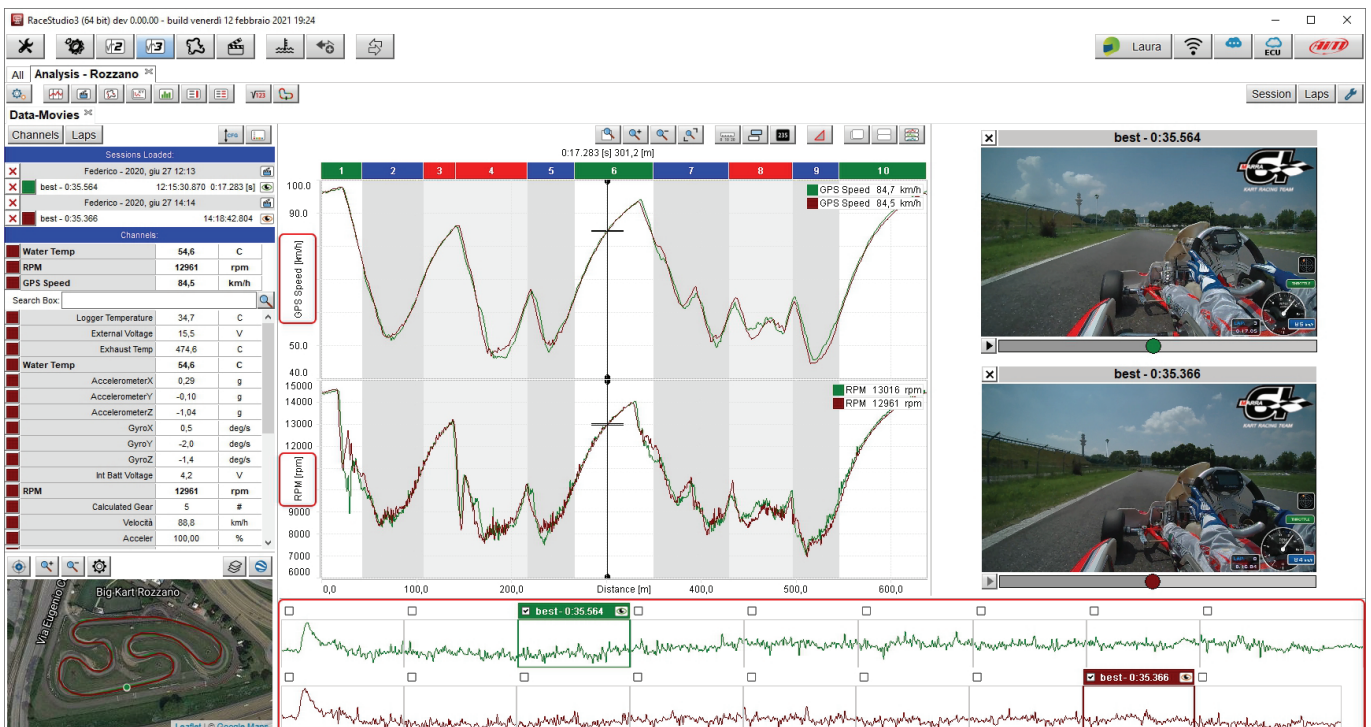 RaceStudio3 (64 bit) dev 0.00.00 - build venerdì 12 febbraio 2021 19:24
Laura
ECU
AiM
All
Analysis - Rozzano
Session
Laps
Data-Movies
Channels
Laps
CFG
Sessions Loaded:
Federico - 2020, giu 27 12:13
best - 0:35.564 12:15:30.870 0:17.283 [s]
Federico - 2020, giu 27 14:14
best - 0:35.366 14:18:42.804
Channels:
Water Temp 54,6 C
RPM 12961 rpm
GPS Speed 84,5 km/h
Search Box:
Logger Temperature 34,7 C
External Voltage 15,5 V
Exhaust Temp 474,6 C
Water Temp 54,6 C
AccelerometerX 0,29 g
AccelerometerY -0,10 g
AccelerometerZ -1,04 g
GyroX 0,5 deg/s
GyroY -2,0 deg/s
GyroZ -1,4 deg/s
Int Batt Voltage 4,2 V
RPM 12961 rpm
Calculated Gear 5 #
Velocità 88,8 km/h
Acceler 100,00 %
Big Kart Rozzano
Via Eugenio C
Leaflet | © Google Maps
0:17.283 [s] 301,2 [m]
1 2 3 4 5 6 7 8 9 10
GPS Speed 84,7 km/h
GPS Speed 84,5 km/h
100.0
90.0
GPS Speed [km/h]
50.0
40.0
RPM 13016 rpm
RPM 12961 rpm
15000
14000
13000
12000
11000
RPM [rpm]
9000
8000
7000
6000
0,0 100,0 200,0 Distance [m] 400,0 500,0 600,0
best - 0:35.564
MARRA
KART RACING TEAM
THROTTLE
best - 0:35.366
MARRA
KART RACING TEAM
THROTTLE
best - 0:35.564
best - 0:35.366